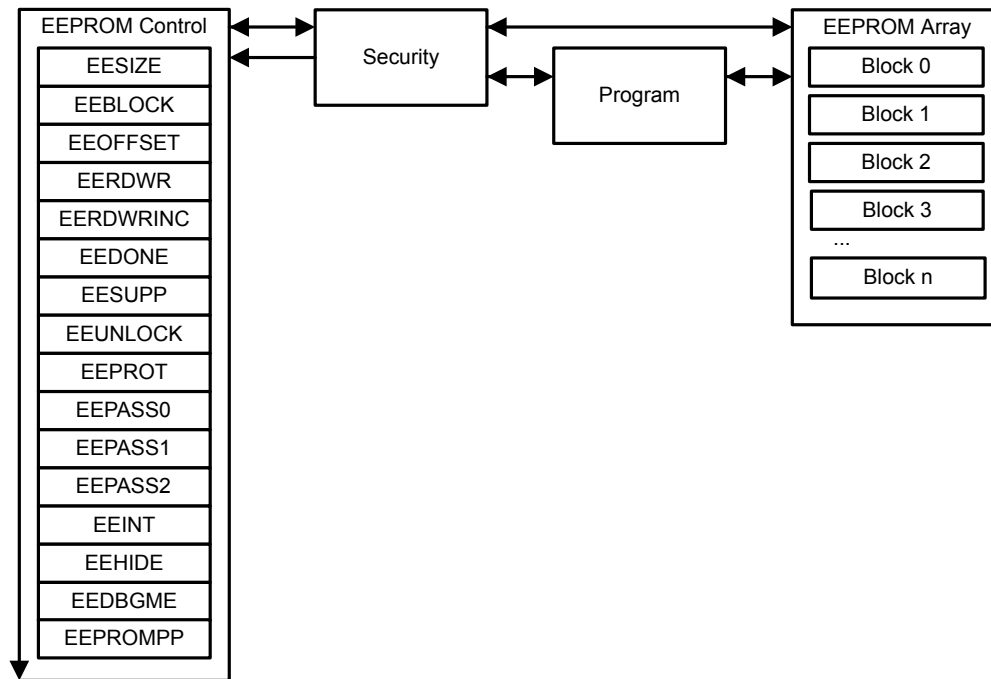 EEPROM Control
EESIZE
EEBLOCK
EEOFFSET
EERDWR
EERDWRINC
EEDONE
EESUPP
EEUNLOCK
EEPROT
EEPASS0
EEPASS1
EEPASS2
EEINT
EEHIDE
EEDBGME
EEPROMPP
Security
Program
EEPROM Array
Block 0
Block 1
Block 2
Block 3
...
Block n